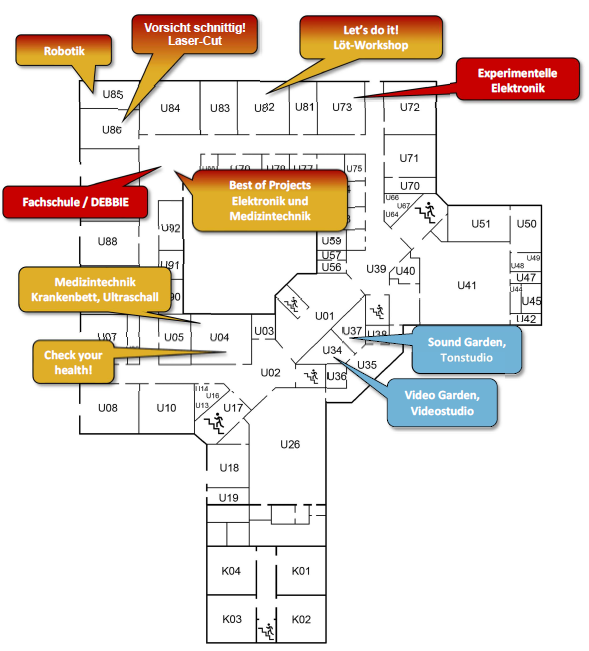 Vorsicht schnittig!
Laser-Cut
Let's do it!
Löt-Workshop
Robotik
Experimentelle
Elektronik
U85
U84
U83
U82
U81
U73
U72
U86
U71
U79
U78
U77
U75
U70
Best of Projects
Elektronik und
Medizintechnik
Fachschule / DEBBIE
U66
U67
U64
U51
U50
U92
U88
U59
U57
U56
U49
U48
U91
U39
U40
U47
Medizintechnik
Krankenbett, Ultraschall
U41
U44
U45
U01
U42
U07
U05
U04
U03
U37
U38
Sound Garden,
Tonstudio
Check your
health!
U34
U35
U02
U36
Video Garden,
Videostudio
U14
U16
U13
U08
U10
U17
U26
U18
U19
K04
K01
K03
K02